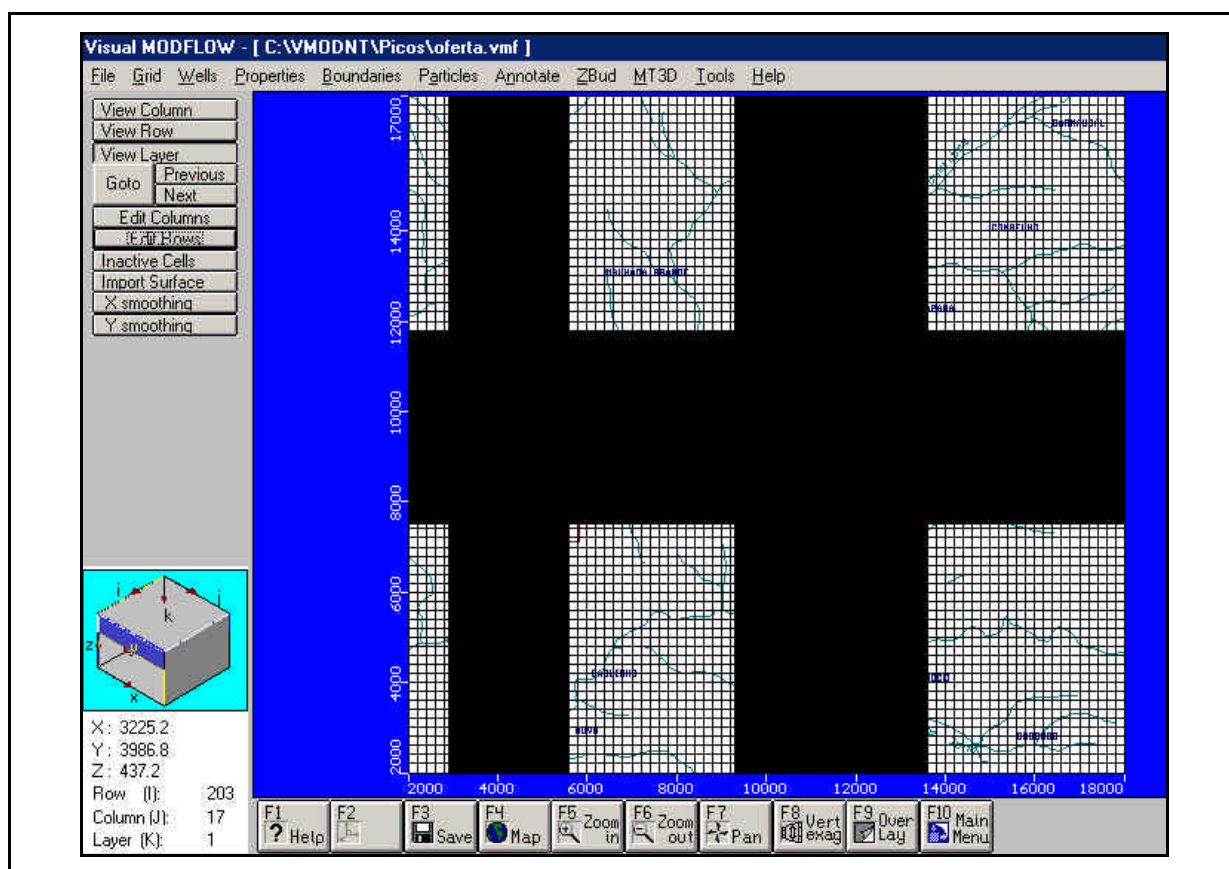 Visual MODFLOW - [ C:\VMODNT\Picos\oferta.vmf ]
File Grid Wells Properties Boundaries Particles Annotate ZBud MT3D Tools Help
View Column
View Row
View Layer
Goto
Previous
Next
Edit Columns
Edit Rows
Inactive Cells
Import Surface
X smoothing
Y smoothing
17000
14000
12000
10000
8000
6000
4000
2000
2000 4000 6000 8000 10000 12000 14000 16000 18000
i
j
k
z
y
x
X: 3225.2
Y: 3986.8
Z: 437.2
Row (I): 203
Column (J): 17
Layer (K): 1
F1 ? Help
F2
F3 Save
F4 Map
F5 Zoom in
F6 Zoom out
F7 Pan
F8 Vert exag
F9 Over Lay
F10 Main Menu